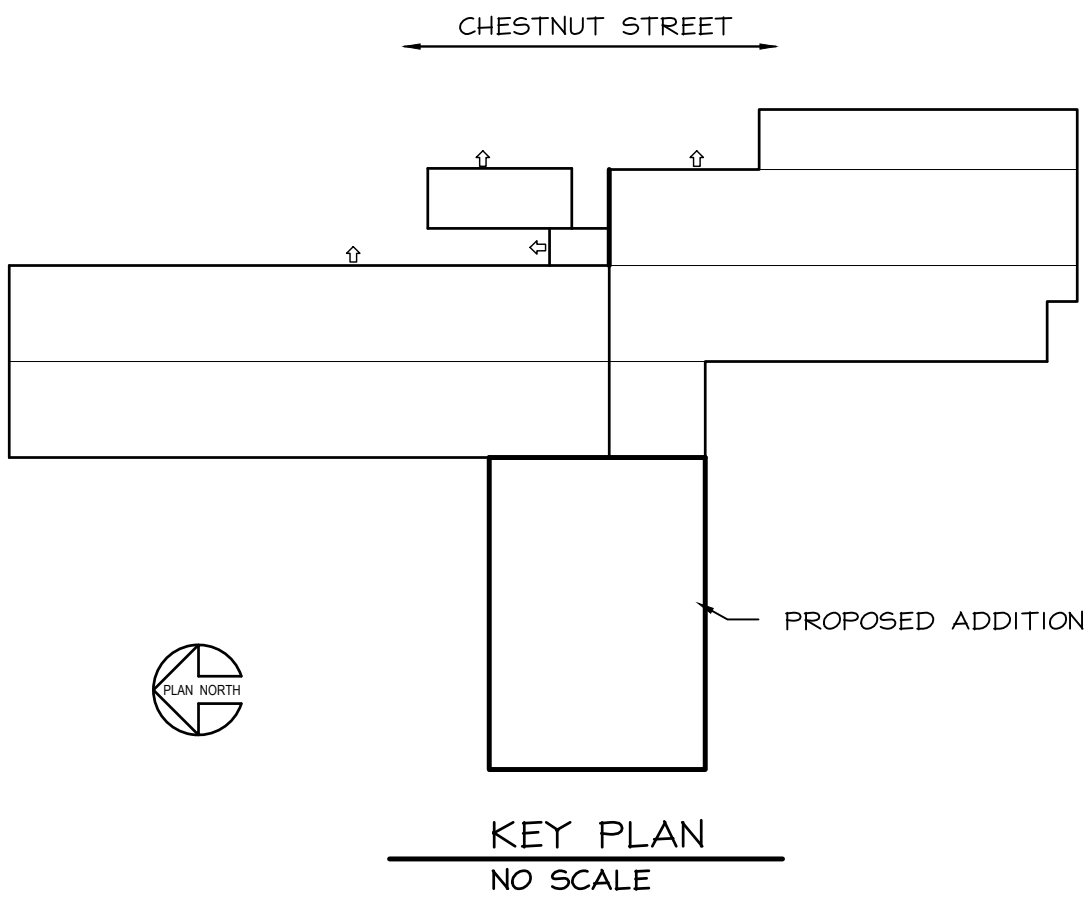 CHESTNUT STREET
PROPOSED ADDITION
PLAN NORTH
KEY PLAN
NO SCALE